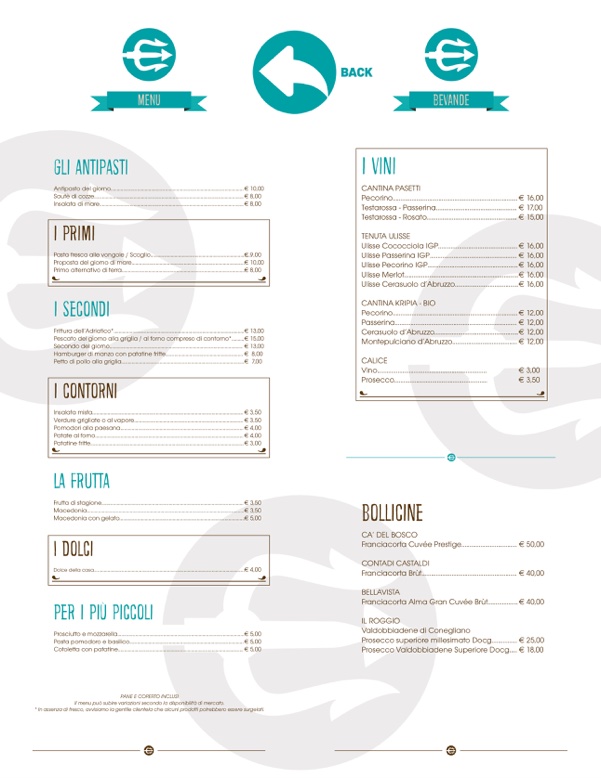 MENU
BACK
BEVANDE
GLI ANTIPASTI
Antipasto del giorno € 10,00
Sauté di cozze € 8,00
Insalata di mare € 8,00
I PRIMI
Pasta fresca alle vongole / Scoglio € 9,00
Proposta del giorno di mare € 10,00
Primo alternativo di terra € 8,00
I SECONDI
Frittura dell'Adriatico* € 13,00
Pescato del giorno alla griglia / al forno compreso di contorno* € 15,00
Secondo del giorno € 13,00
Hamburger di manzo con patatine fritte € 8,00
Petto di pollo alla griglia € 7,00
I CONTORNI
Insalata mista € 3,50
Verdure grigliate o al vapore € 3,50
Pomodori alla paesana € 4,00
Patate al forno € 4,00
Patatine fritte € 3,00
LA FRUTTA
Frutta di stagione € 3,50
Macedonia € 3,50
Macedonia con gelato € 5,00
I DOLCI
Dolce della casa € 4,00
PER I PIÙ PICCOLI
Prosciutto e mozzarella € 5,00
Pasta pomodoro e basilico € 5,00
Cotoletta con patatine € 5,00
PANE E COPERTO INCLUSI
Il menu può subire variazioni secondo la disponibilità di mercato.
* In assenza di fresco, avvisiamo la gentile clientela che alcuni prodotti potrebbero essere surgelati.
I VINI
CANTINA PASETTI
Pecorino € 16,00
Testarossa - Passerina € 17,00
Testarossa - Rosato € 15,00
TENUTA ULISSE
Ulisse Cococciola IGP € 16,00
Ulisse Passerina IGP € 16,00
Ulisse Pecorino IGP € 16,00
Ulisse Merlot € 16,00
Ulisse Cerasuolo d'Abruzzo € 16,00
CANTINA KRIPIA - BIO
Pecorino € 12,00
Passerina € 12,00
Cerasuolo d'Abruzzo € 12,00
Montepulciano d'Abruzzo € 12,00
CALICE
Vino € 3,00
Prosecco € 3,50
BOLLICINE
CA' DEL BOSCO
Franciacorta Cuvée Prestige € 50,00
CONTADI CASTALDI
Franciacorta Brût € 40,00
BELLAVISTA
Franciacorta Alma Gran Cuvée Brut € 40,00
IL ROGGIO
Valdobbiadene di Conegliano
Prosecco superiore millesimato Docg € 25,00
Prosecco Valdobbiadene Superiore Docg € 18,00